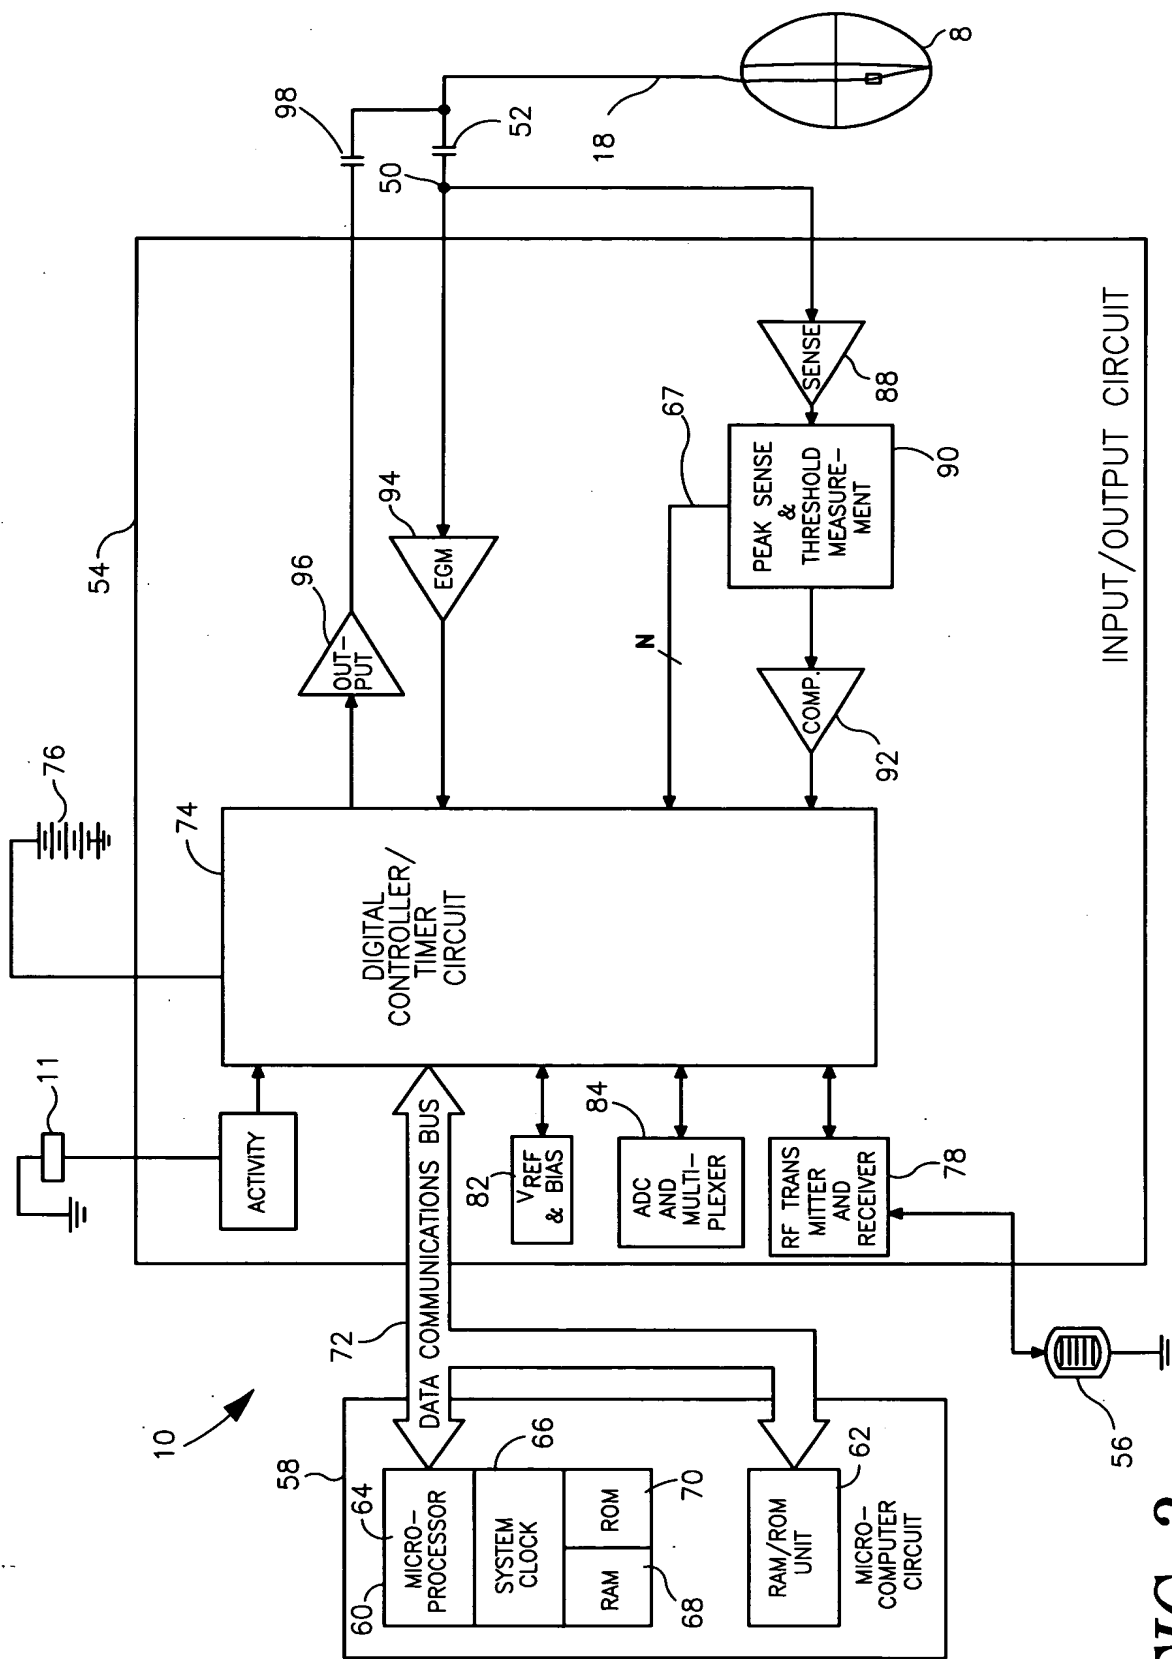 10
58
60
64
MICRO-
PROCESSOR
66
SYSTEM
CLOCK
RAM
ROM
68
70
62
RAM/ROM
UNIT
MICRO-
COMPUTER
CIRCUIT
72
DATA COMMUNICATIONS BUS
11
ACTIVITY
76
54
74
DIGITAL
CONTROLLER/
TIMER
CIRCUIT
82
VREF
& BIAS
84
ADC
AND
MULTI-
PLEXER
RF TRANS
MITTER
AND
RECEIVER
78
56
96
OUT-
PUT
94
EGM
67
N
PEAK SENSE
&
THRESHOLD
MEASURE-
MENT
90
COMP.
92
SENSE
88
INPUT/OUTPUT CIRCUIT
98
50
52
18
8